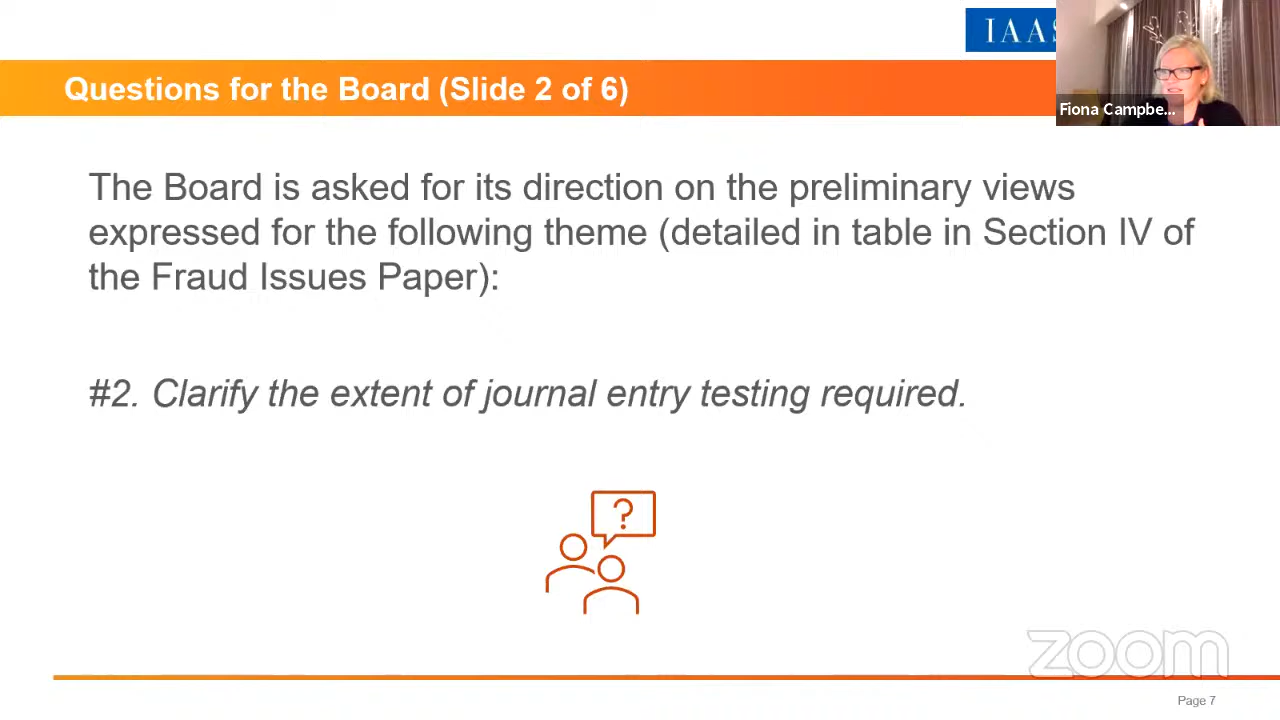 IAAS
Questions for the Board (Slide 2 of 6)
Fiona Campbe...
The Board is asked for its direction on the preliminary views
expressed for the following theme (detailed in table in Section IV of
the Fraud Issues Paper):
#2. Clarify the extent of journal entry testing required.
?
zoom
Page 7